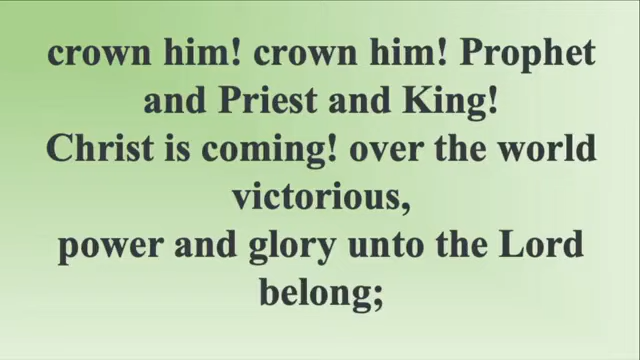 crown him! crown him! Prophet
and Priest and King!
Christ is coming! over the world
victorious,
power and glory unto the Lord
belong;